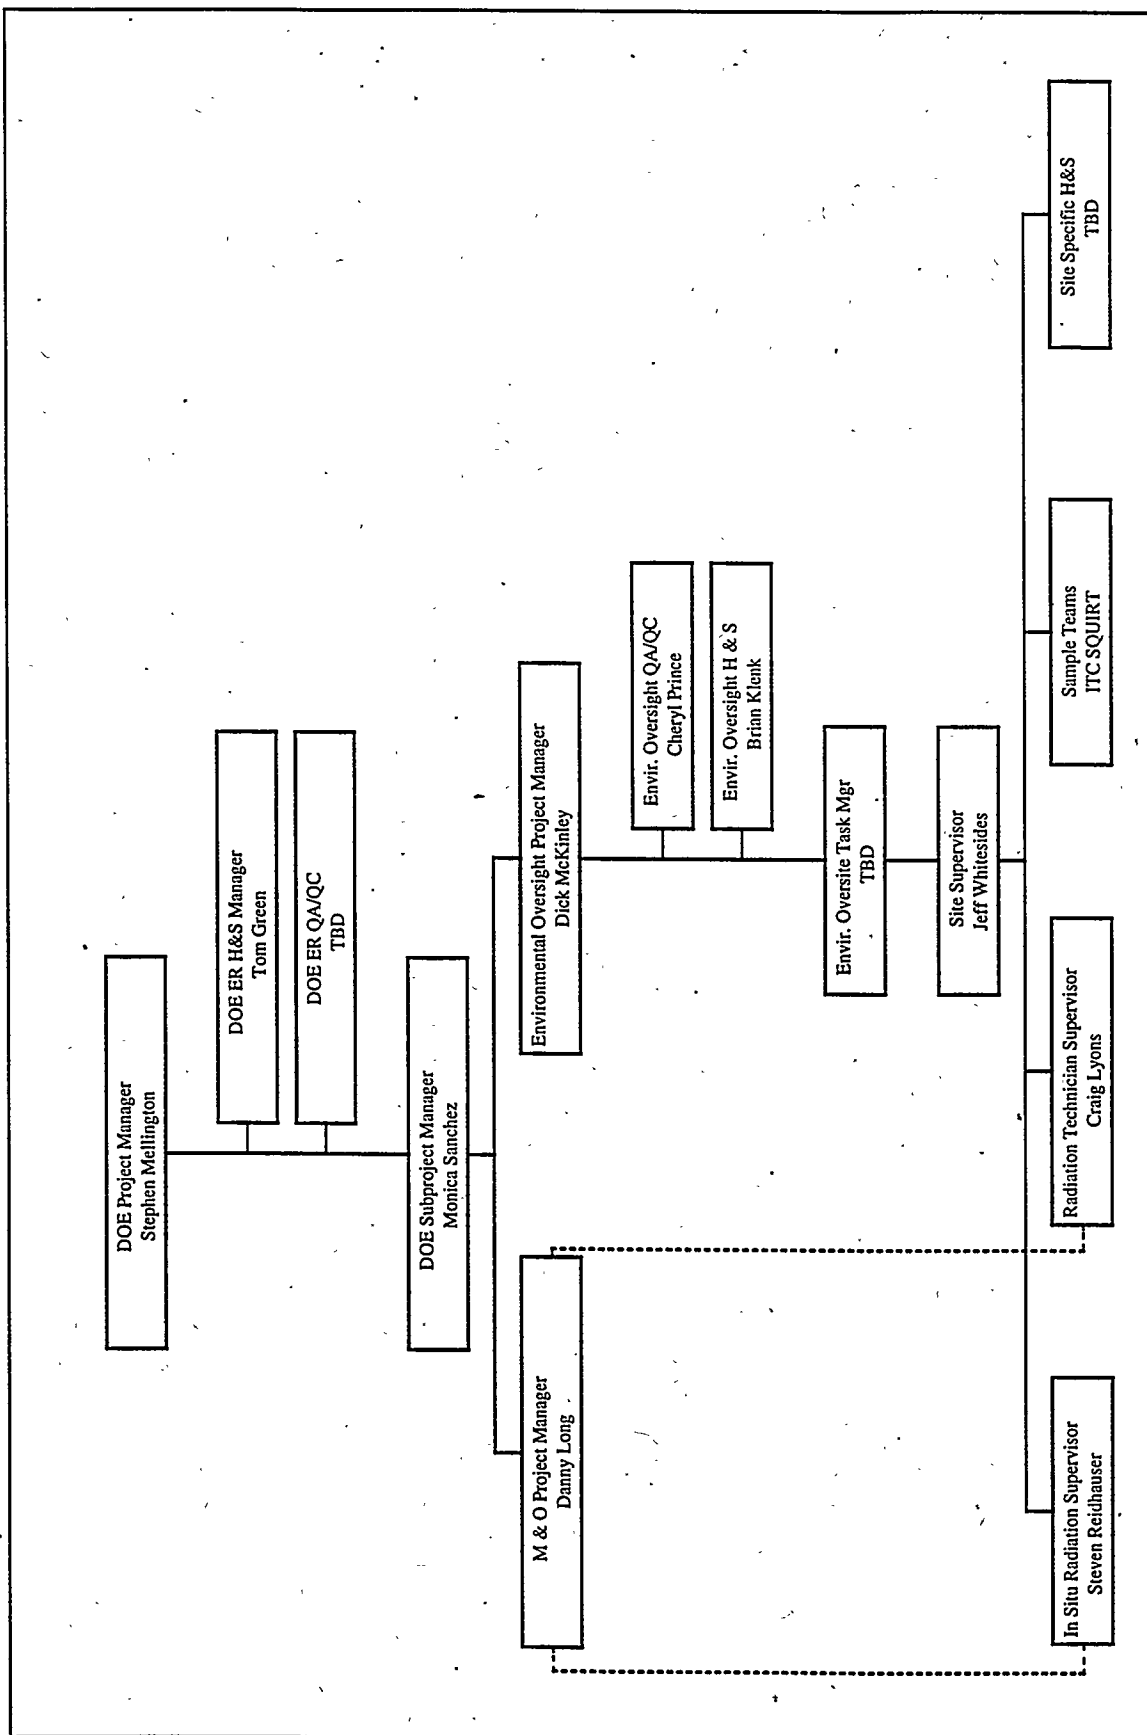 DOE Project Manager
Stephen Mellington
DOE ER H&S Manager
Tom Green
DOE ER QA/QC
TBD
DOE Subproject Manager
Monica Sanchez
M & O Project Manager
Danny Long
Environmental Oversight Project Manager
Dick McKinley
Envir. Oversight QA/QC
Cheryl Prince
Envir. Oversight H & S
Brian Klenk
Envir. Oversite Task Mgr
TBD
Site Supervisor
Jeff Whitesides
In Situ Radiation Supervisor
Steven Reidhauser
Radiation Technician Supervisor
Craig Lyons
Sample Teams
ITC SQUIRT
Site Specific H&S
TBD